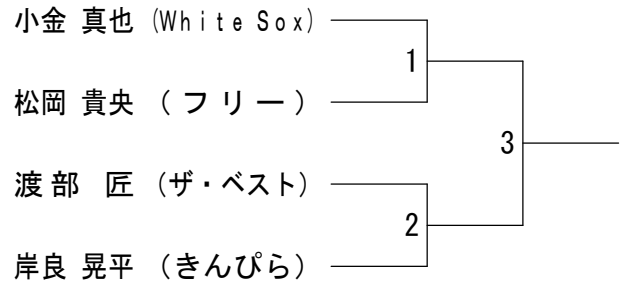 小金 真也 (White Sox)
1
松岡 貴央 (フリー)
3
渡部 匠 (ザ・ベスト)
2
岸良 晃平 (きんぴら)